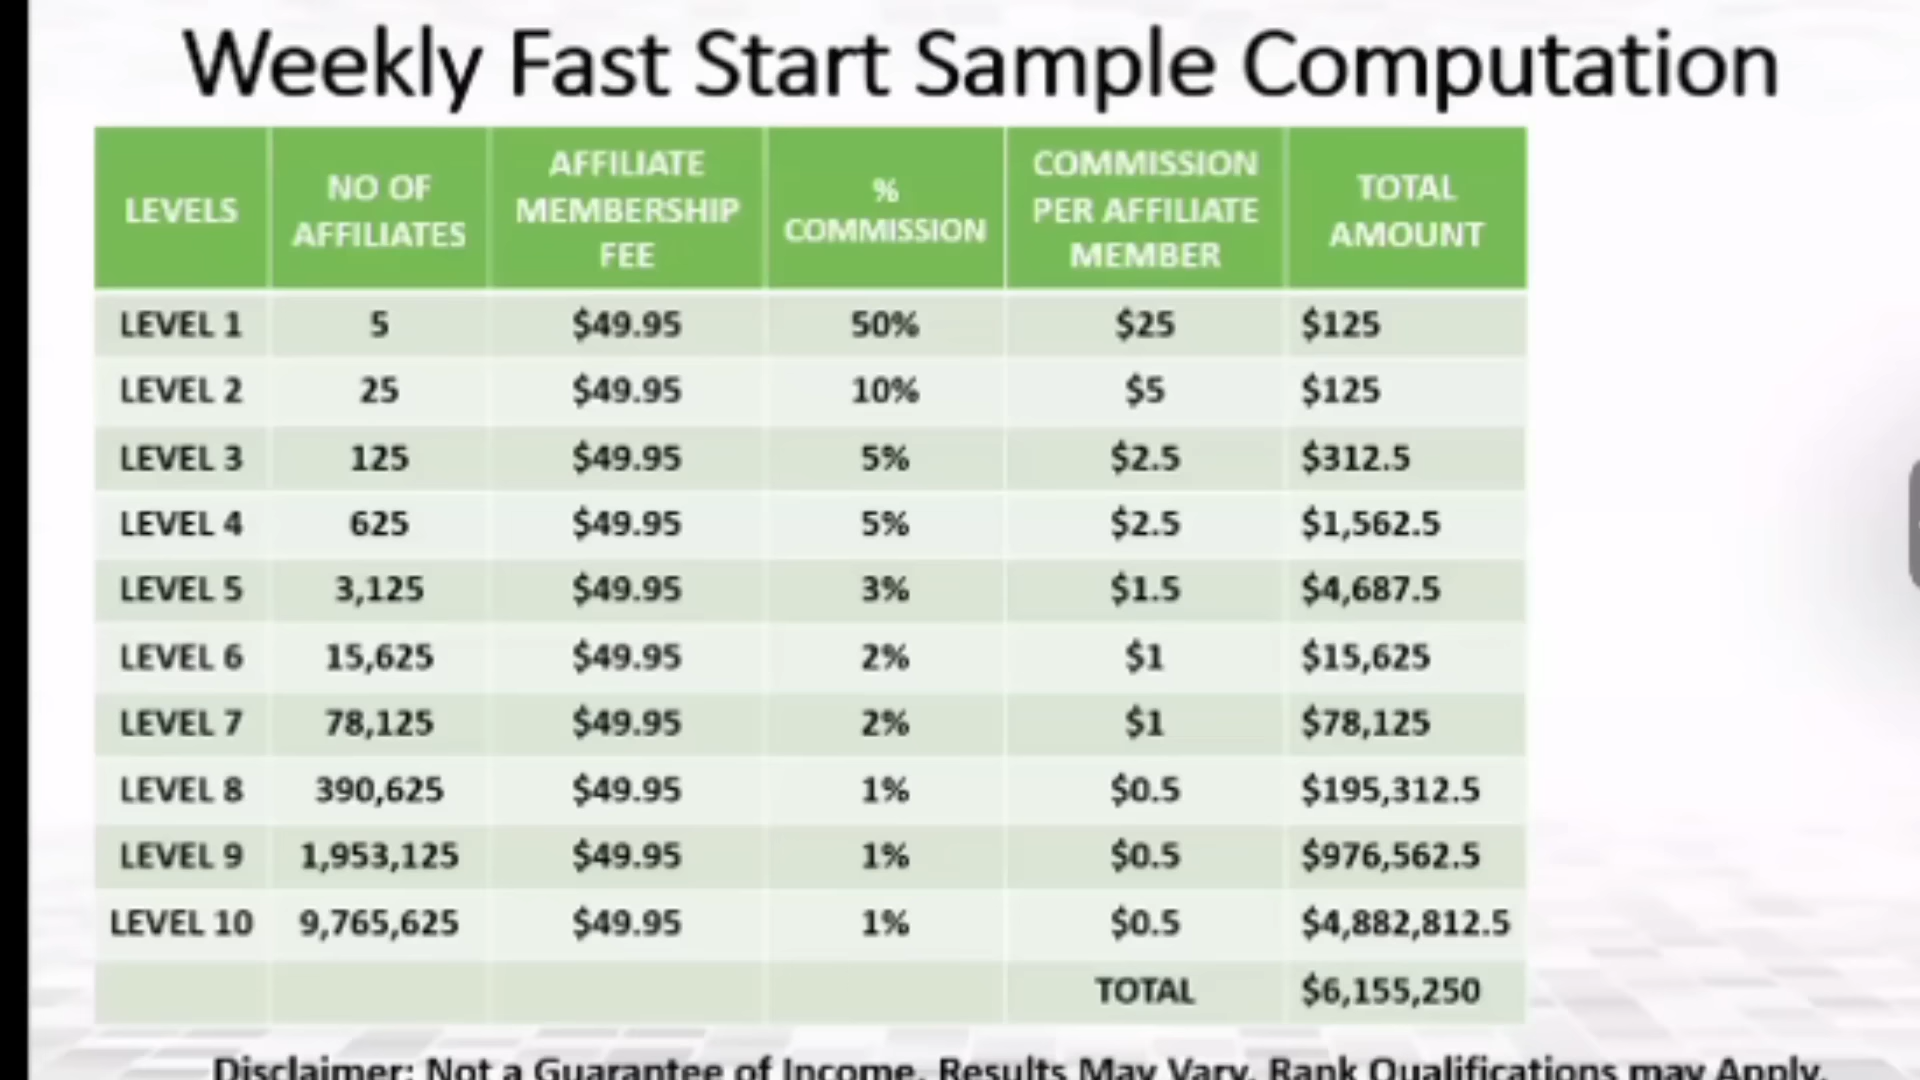 Weekly Fast Start Sample Computation
LEVELS NO OF AFFILIATES AFFILIATE MEMBERSHIP FEE % COMMISSION COMMISSION PER AFFILIATE MEMBER TOTAL AMOUNT
LEVEL 1 5 $49.95 50% $25 $125
LEVEL 2 25 $49.95 10% $5 $125
LEVEL 3 125 $49.95 5% $2.5 $312.5
LEVEL 4 625 $49.95 5% $2.5 $1,562.5
LEVEL 5 3,125 $49.95 3% $1.5 $4,687.5
LEVEL 6 15,625 $49.95 2% $1 $15,625
LEVEL 7 78,125 $49.95 2% $1 $78,125
LEVEL 8 390,625 $49.95 1% $0.5 $195,312.5
LEVEL 9 1,953,125 $49.95 1% $0.5 $976,562.5
LEVEL 10 9,765,625 $49.95 1% $0.5 $4,882,812.5
TOTAL $6,155,250
Disclaimer: Not a Guarantee of Income. Results May Vary. Rank Qualifications may Apply.